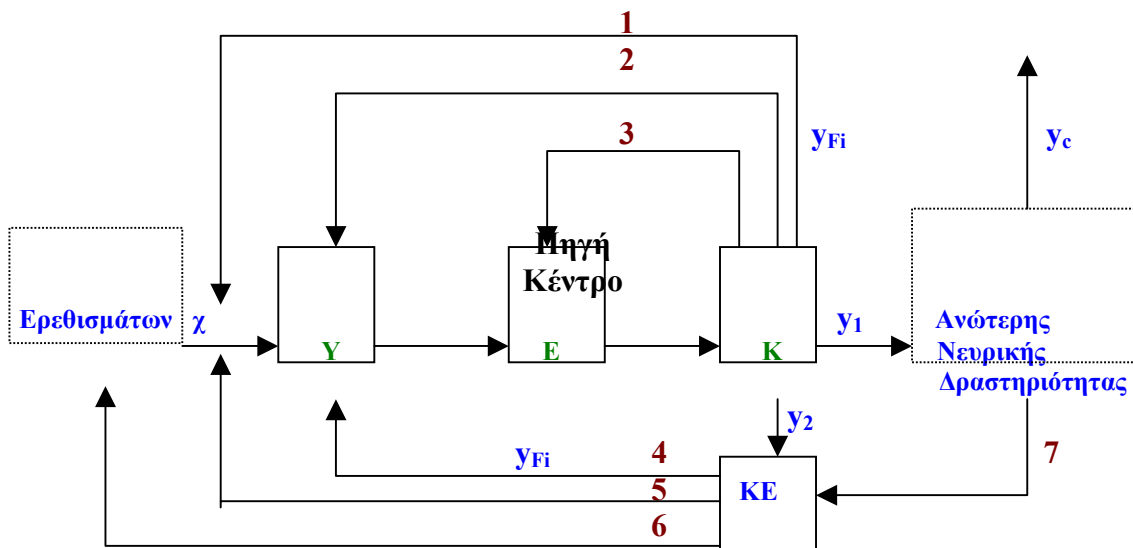 1
2
3
yFi
yc
Πηγή
Κέντρο
Ερεθισμάτων
χ
Υ
Ε
Κ
y1
Ανώτερης
Νευρικής
Δραστηριότητας
y2
yFi
4
5
6
ΚΕ
7